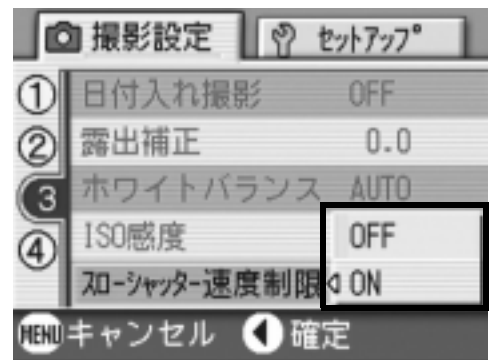 撮影設定 セットアップ
① 日付入れ撮影 OFF
② 露出補正 0.0
3 ホワイトバランス AUTO
④ ISO感度 OFF
スローシャッター速度制限 ON
MENU キャンセル 確定